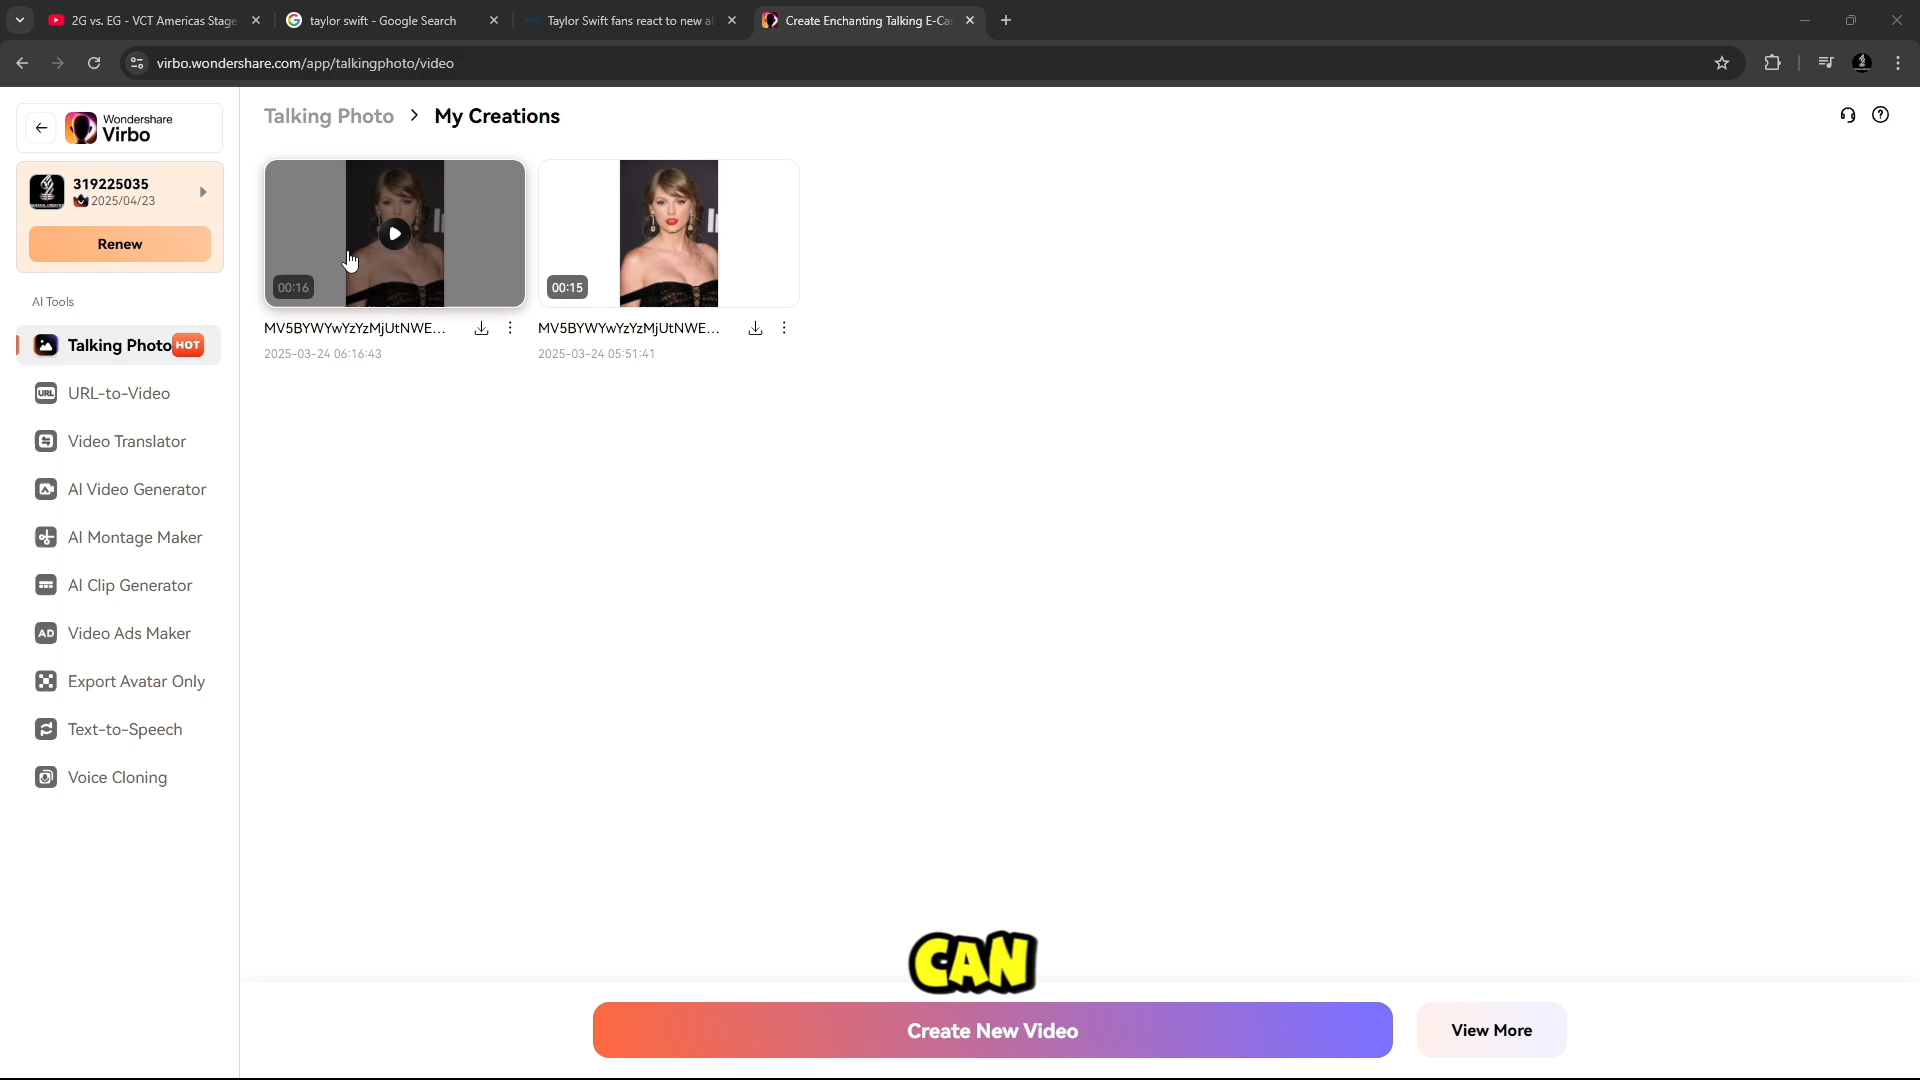 2G vs. EG - VCT Americas Stage
taylor swift - Google Search
Taylor Swift fans react to new al
Create Enchanting Talking E-Ca
virbo.wondershare.com/app/talkingphoto/video
Wondershare
Virbo
Talking Photo > My Creations
319225035
2025/04/23
Renew
00:16
00:15
AI Tools
MV5BYWYwYzYzMjUtNWE...
MV5BYWYwYzYzMjUtNWE...
2025-03-24 06:16:43
2025-03-24 05:51:41
Talking Photo HOT
URL URL-to-Video
Video Translator
AI Video Generator
AI Montage Maker
AI Clip Generator
AD Video Ads Maker
Export Avatar Only
Text-to-Speech
Voice Cloning
CAN
Create New Video
View More